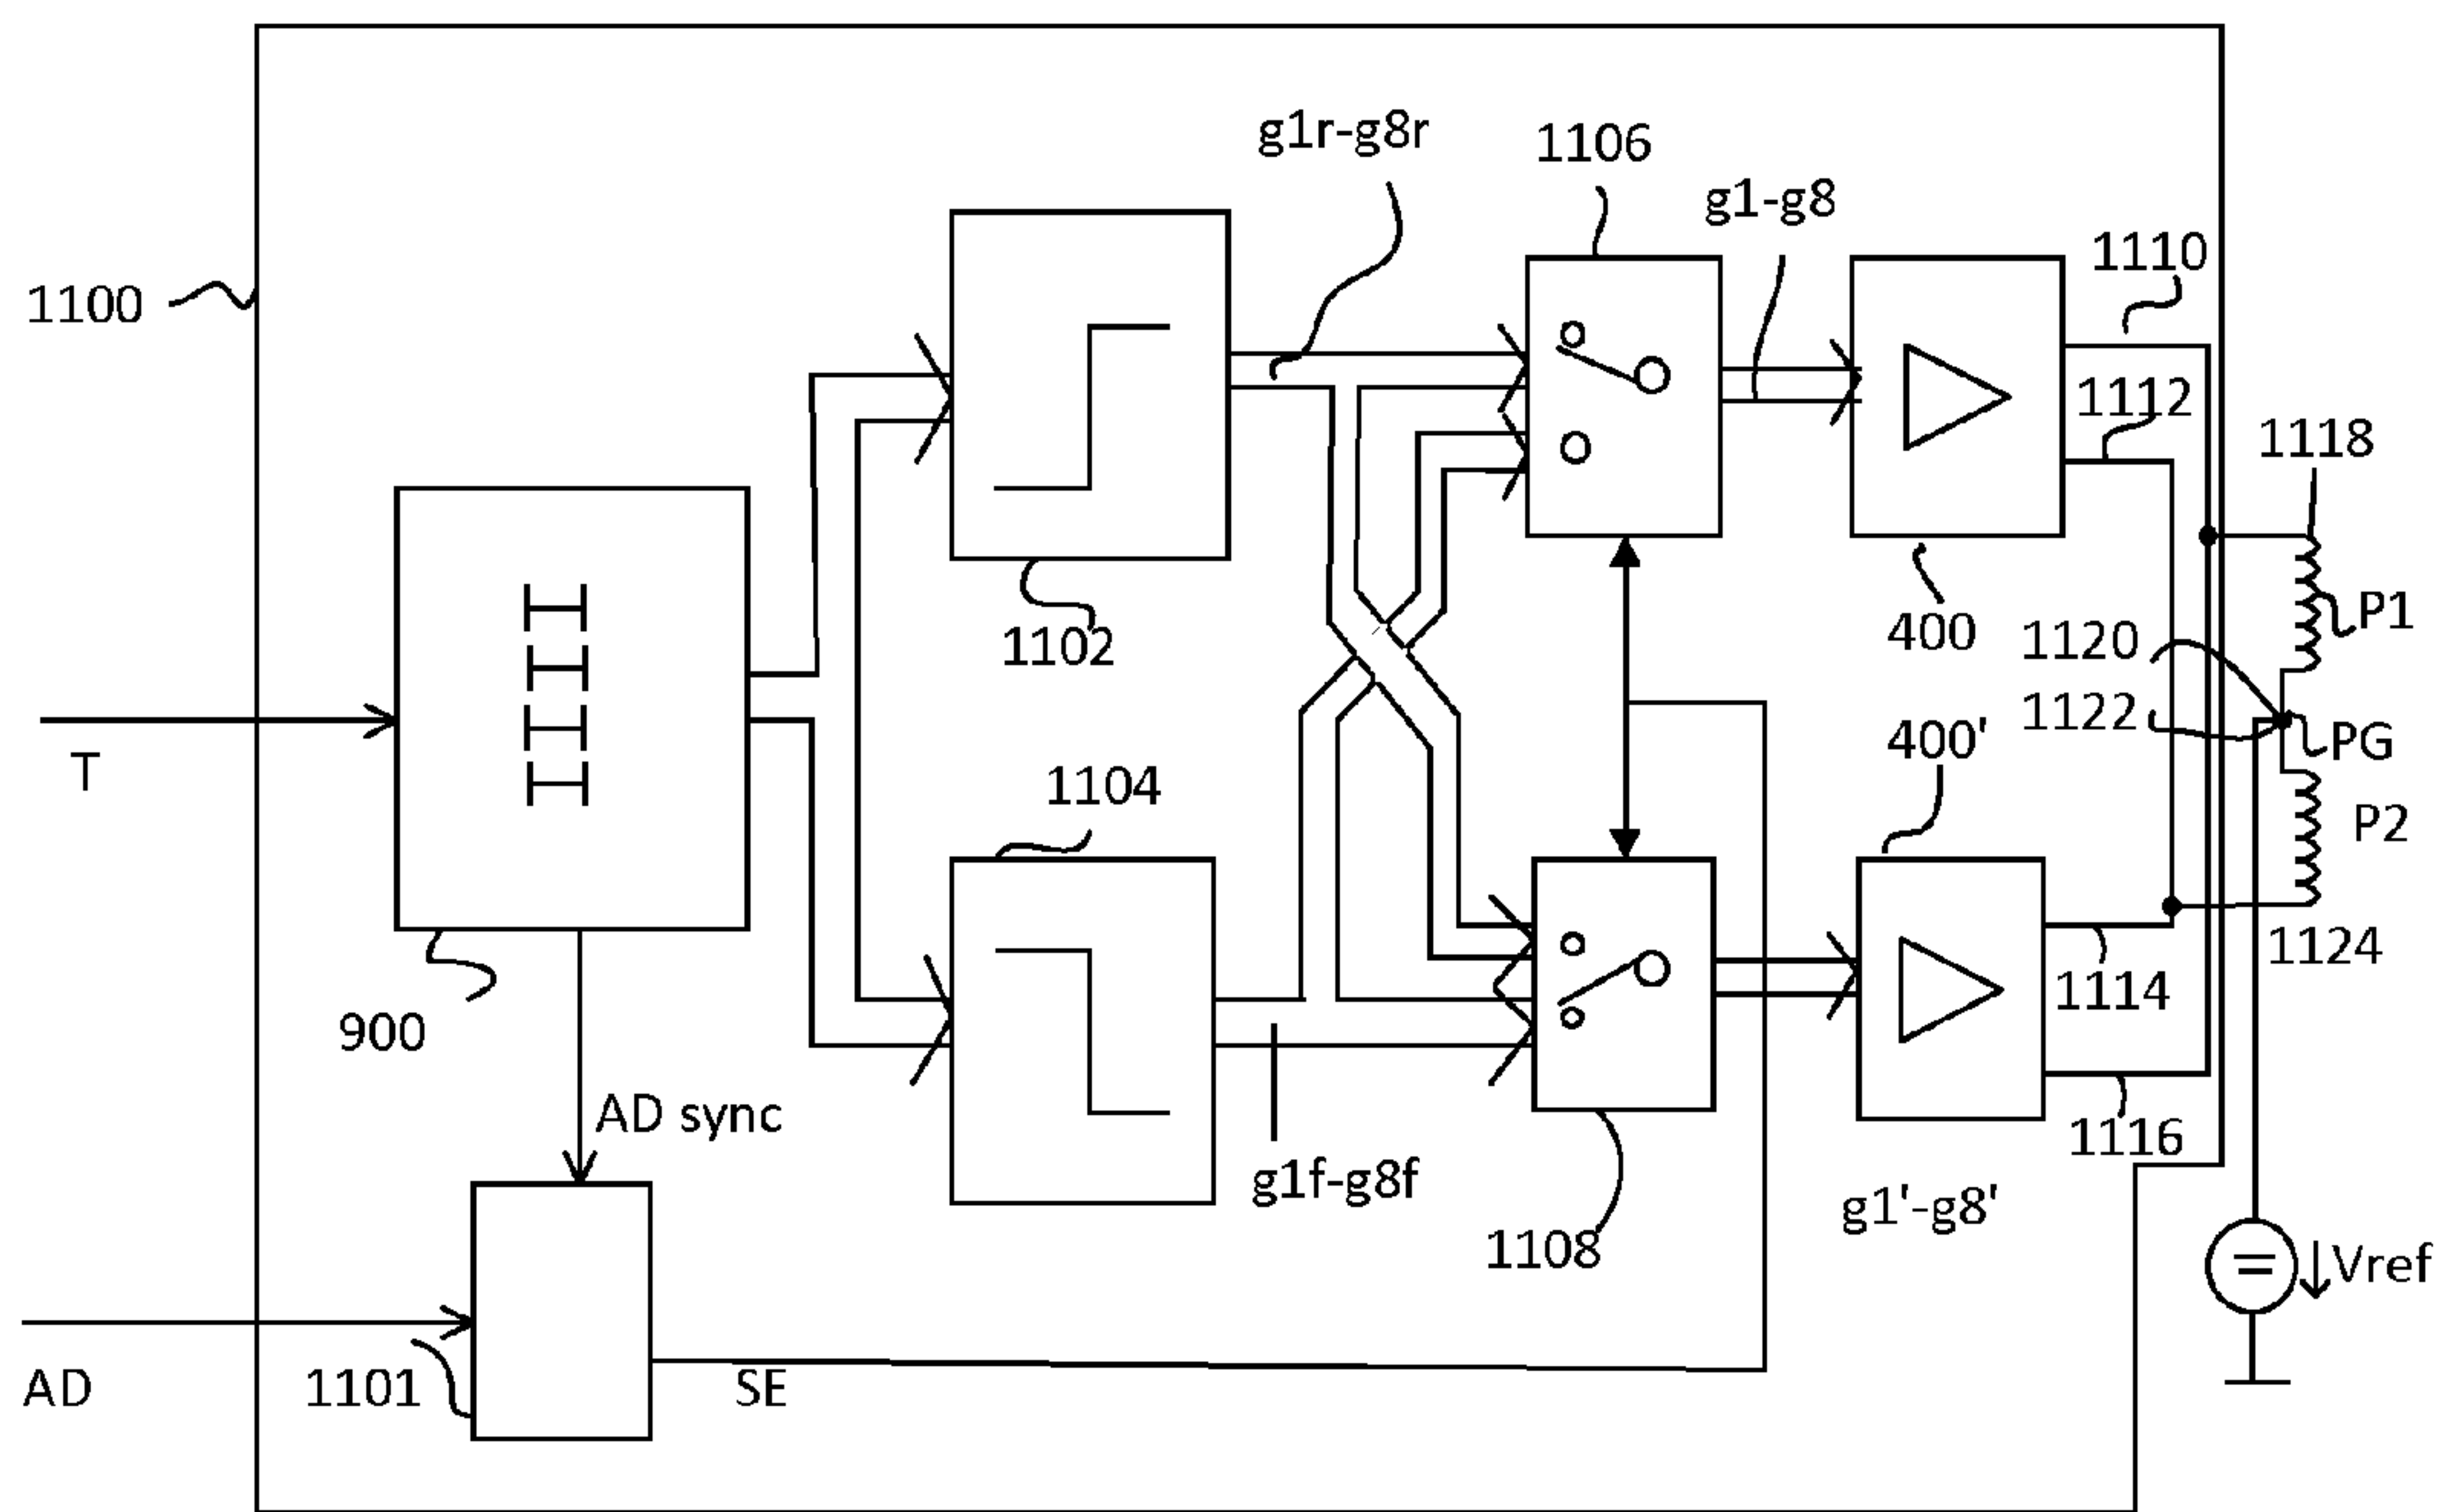 g1r-g8r
1106
g1-g8
1110
1100
1112
1118
1102
400
P1
1120
1122
PG
T
400'
1104
P2
1124
1114
900
AD sync
g1f-g8f
1116
g1'-g8'
1108
Vref
AD
1101
SE